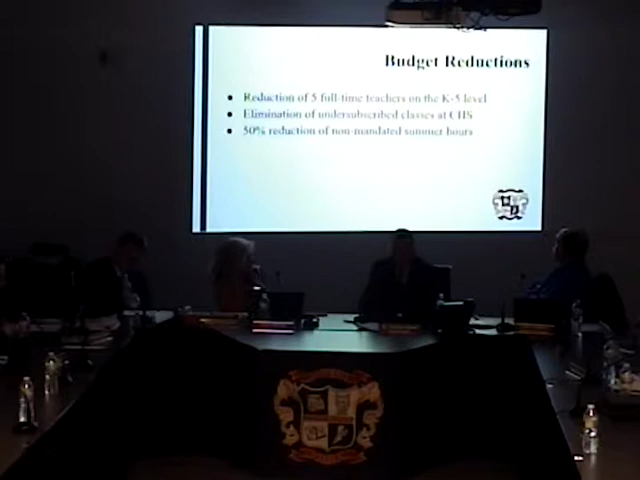 Budget Reductions
• Reduction of 5 full-time teachers on the K-5 level
• Elimination of undersubscribed classes at CHS
• 50% reduction of non-mandated summer hours